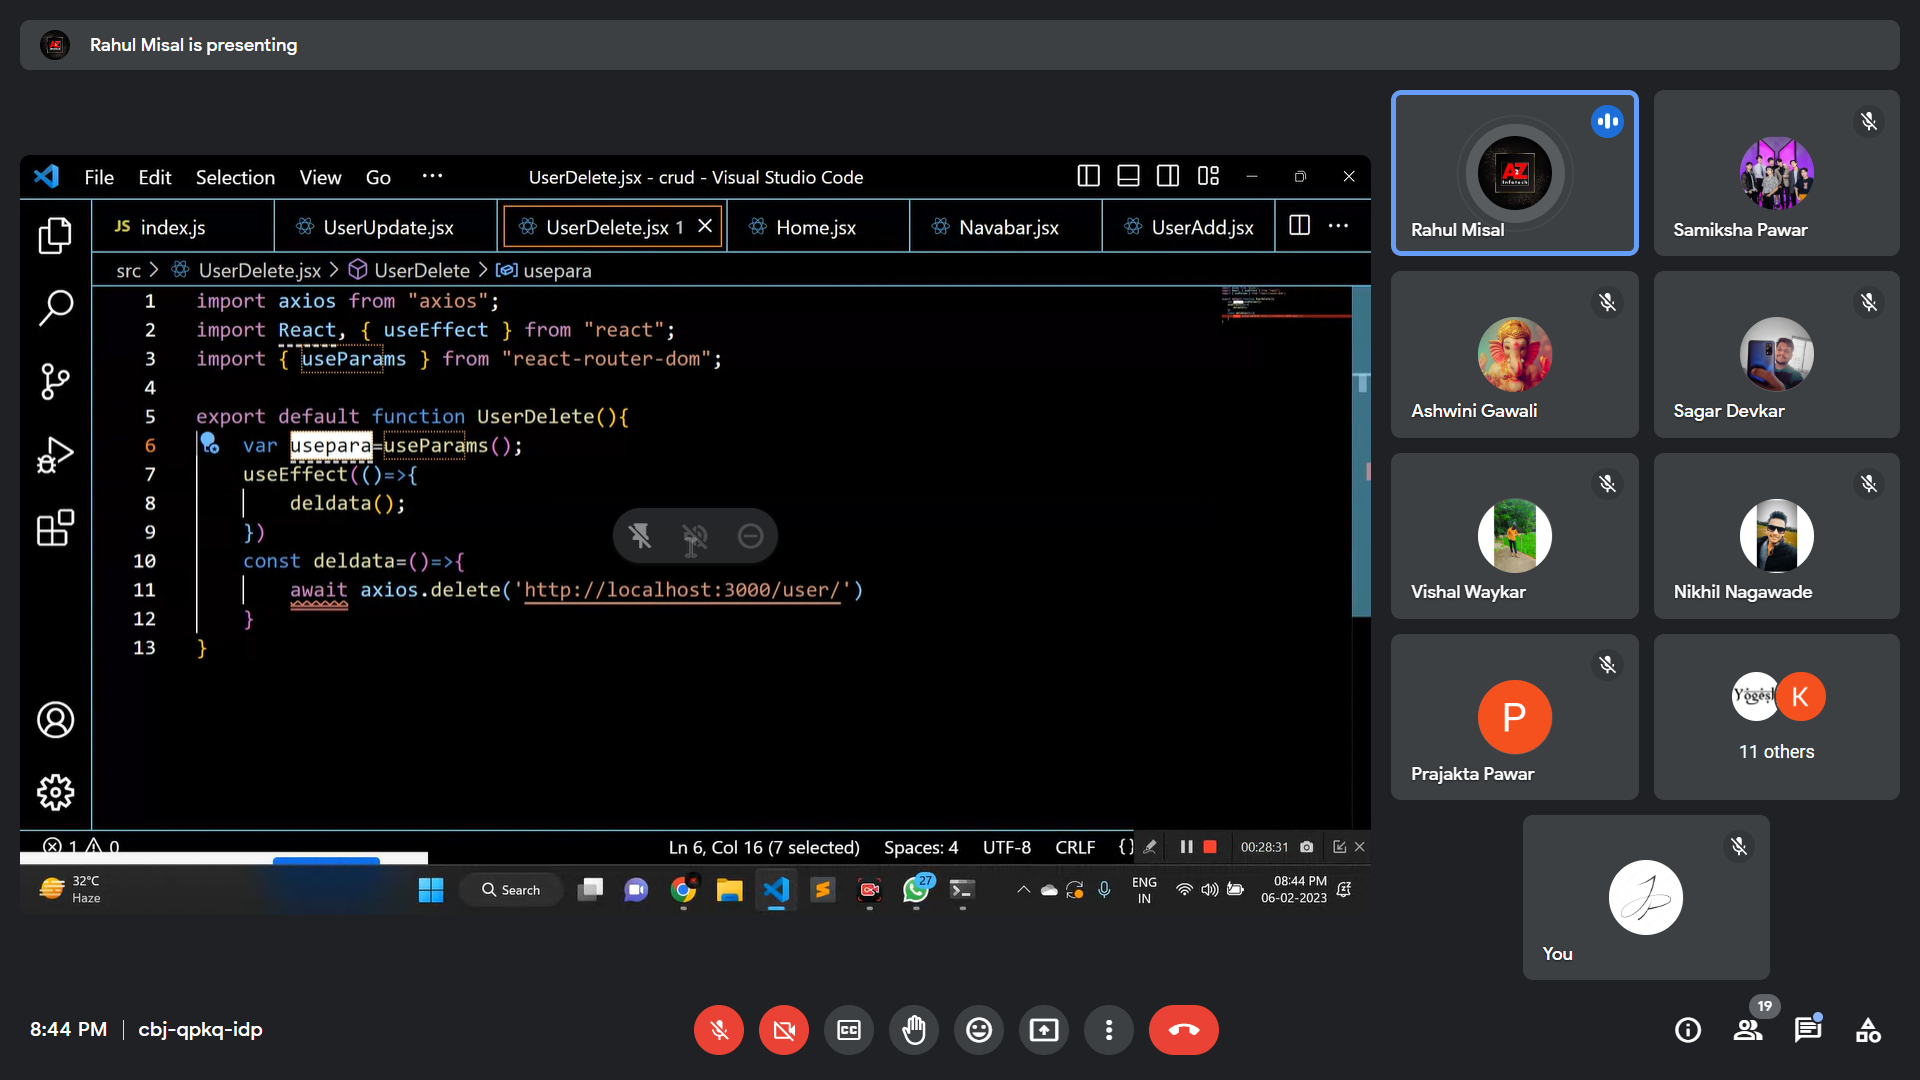 Rahul Misal is presenting
File Edit Selection View Go ··· UserDelete.jsx - crud - Visual Studio Code
JS index.js UserUpdate.jsx UserDelete.jsx 1 Home.jsx Navabar.jsx UserAdd.jsx
src > UserDelete.jsx > UserDelete > usepara
1 import axios from "axios";
2 import React, { useEffect } from "react";
3 import { useParams } from "react-router-dom";
4
5 export default function UserDelete(){
6 var usepara=useParams();
7 useEffect(()=>{
8 deldata();
9 })
10 const deldata=()=>{
11 await axios.delete('http://localhost:3000/user/')
12 }
13 }
1 0 Ln 6, Col 16 (7 selected) Spaces: 4 UTF-8 CRLF {} 00:28:31
32°C
Haze
Search
27
ENG
IN
08:44 PM
06-02-2023
AZ
Infotech
Rahul Misal
Samiksha Pawar
Ashwini Gawali
Sagar Devkar
Vishal Waykar
Nikhil Nagawade
P
Prajakta Pawar
Yogesh
K
11 others
You
8:44 PM | cbj-qpkq-idp
CC
19